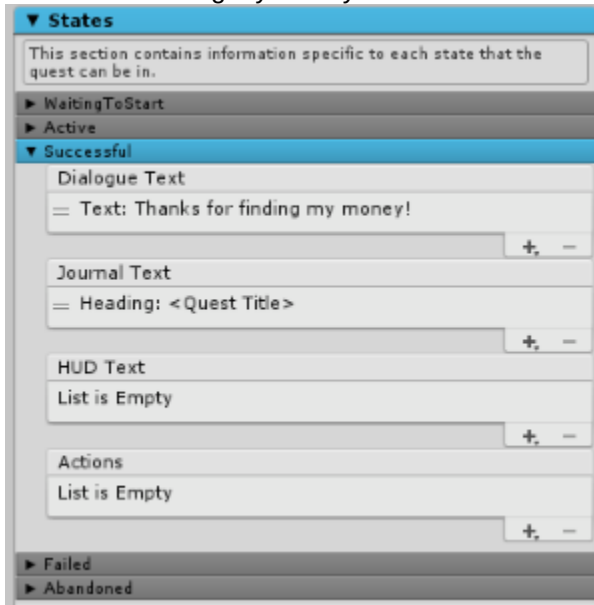 States
This section contains information specific to each state that the
quest can be in.
WaitingToStart
Active
Successful
Dialogue Text
Text: Thanks for finding my money!
Journal Text
Heading: <Quest Title>
HUD Text
List is Empty
Actions
List is Empty
Failed
Abandoned